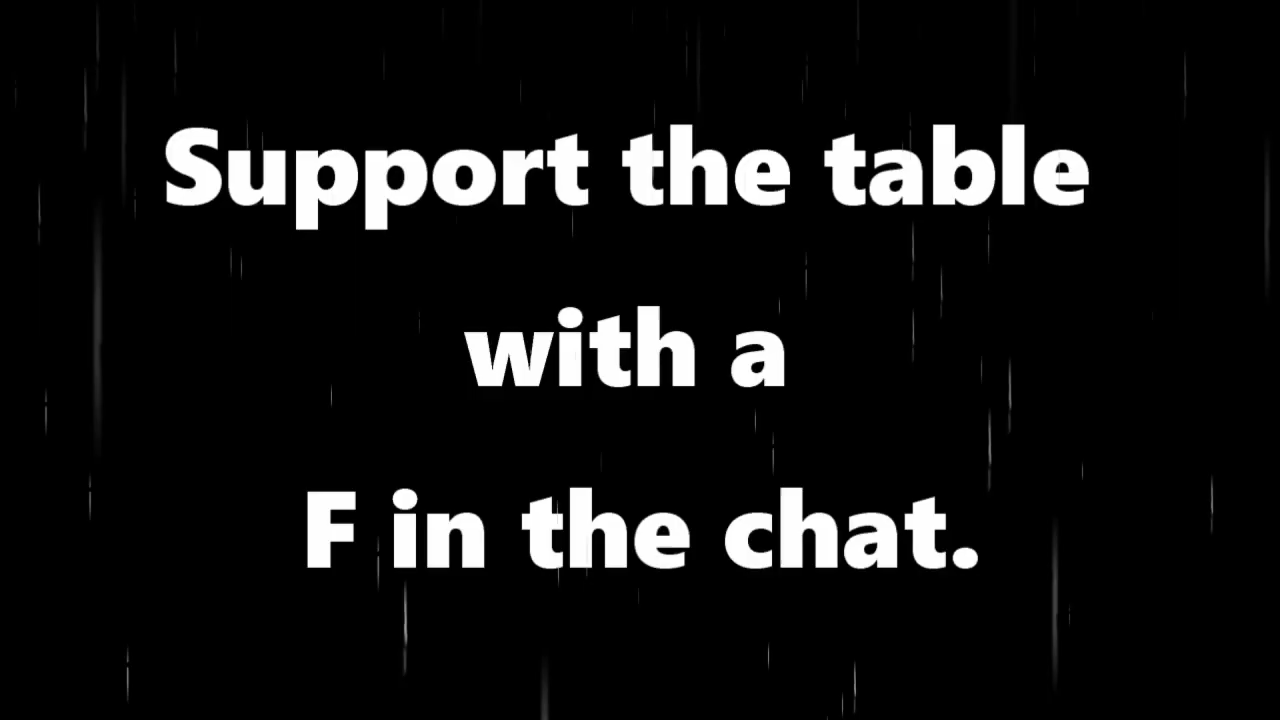 Support the table
with a
F in the chat.